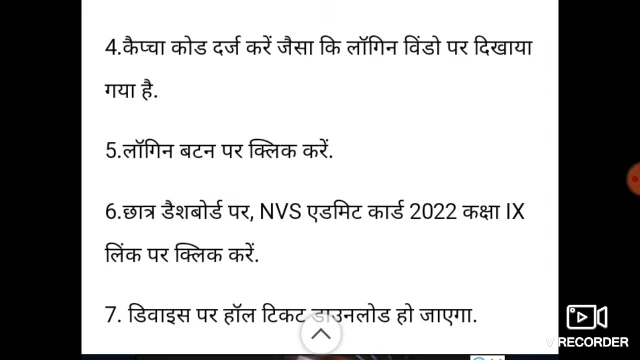 4.कैप्चा कोड दर्ज करें जैसा कि लॉगिन विंडो पर दिखाया
गया है.
5.लॉगिन बटन पर क्लिक करें.
6.छात्र डैशबोर्ड पर, NVS एडमिट कार्ड 2022 कक्षा IX
लिंक पर क्लिक करें.
7. डिवाइस पर हॉल टिकट डाउनलोड हो जाएगा.
V RECORDER